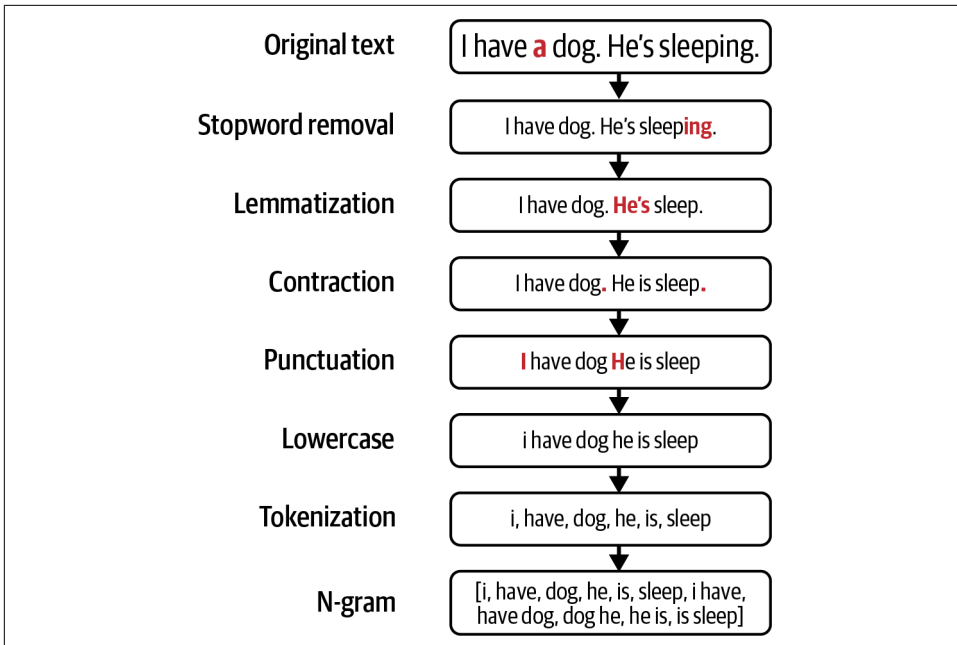 Original text
I have a dog. He's sleeping.
Stopword removal
I have dog. He's sleeping.
Lemmatization
I have dog. He's sleep.
Contraction
I have dog. He is sleep.
Punctuation
I have dog He is sleep
Lowercase
i have dog he is sleep
Tokenization
i, have, dog, he, is, sleep
N-gram
[i, have, dog, he, is, sleep, i have,
have dog, dog he, he is, is sleep]